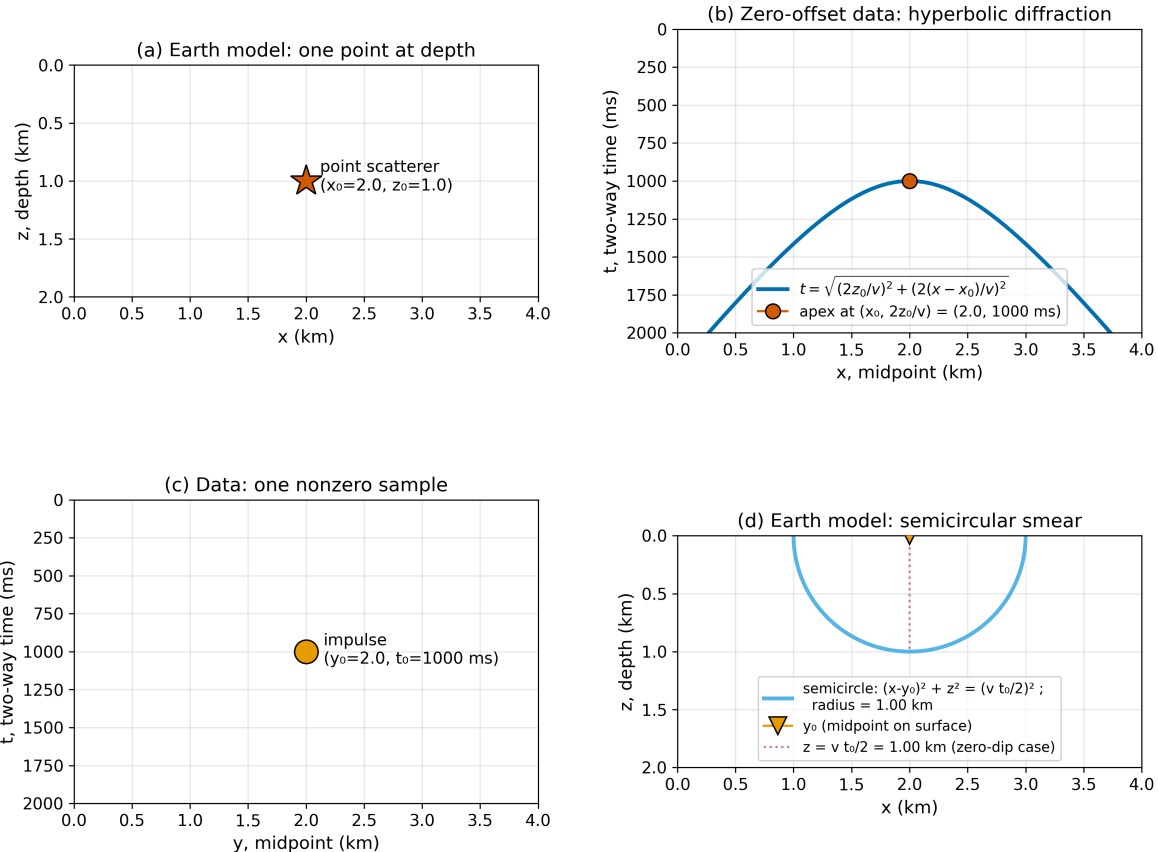 (a) Earth model: one point at depth
0.0
0.5
1.0
1.5
2.0
z, depth (km)
point scatterer
(x₀=2.0, z₀=1.0)
0.0 0.5 1.0 1.5 2.0 2.5 3.0 3.5 4.0
x (km)
(b) Zero-offset data: hyperbolic diffraction
0
250
500
750
1000
1250
1500
1750
2000
t, two-way time (ms)
t = √(2z₀/v)² + (2(x − x₀)/v)²
apex at (x₀, 2z₀/v) = (2.0, 1000 ms)
0.0 0.5 1.0 1.5 2.0 2.5 3.0 3.5 4.0
x, midpoint (km)
(c) Data: one nonzero sample
0
250
500
750
1000
1250
1500
1750
2000
t, two-way time (ms)
impulse
(y₀=2.0, t₀=1000 ms)
0.0 0.5 1.0 1.5 2.0 2.5 3.0 3.5 4.0
y, midpoint (km)
(d) Earth model: semicircular smear
0.0
0.5
1.0
1.5
2.0
z, depth (km)
semicircle: (x-y₀)² + z² = (v t₀/2)² ;
radius = 1.00 km
y₀ (midpoint on surface)
z = v t₀/2 = 1.00 km (zero-dip case)
0.0 0.5 1.0 1.5 2.0 2.5 3.0 3.5 4.0
x (km)